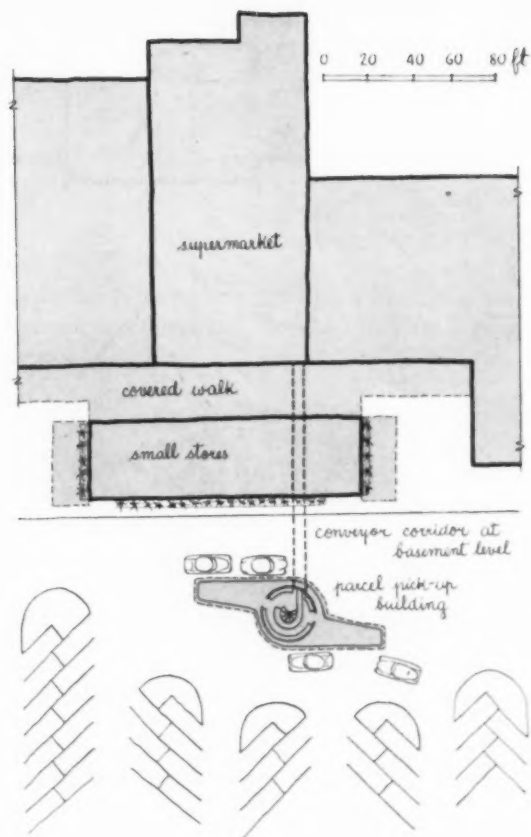 0 20 40 60 80 ft
supermarket
covered walk
small stores
conveyor corridor at
basement level
parcel pick-up
building